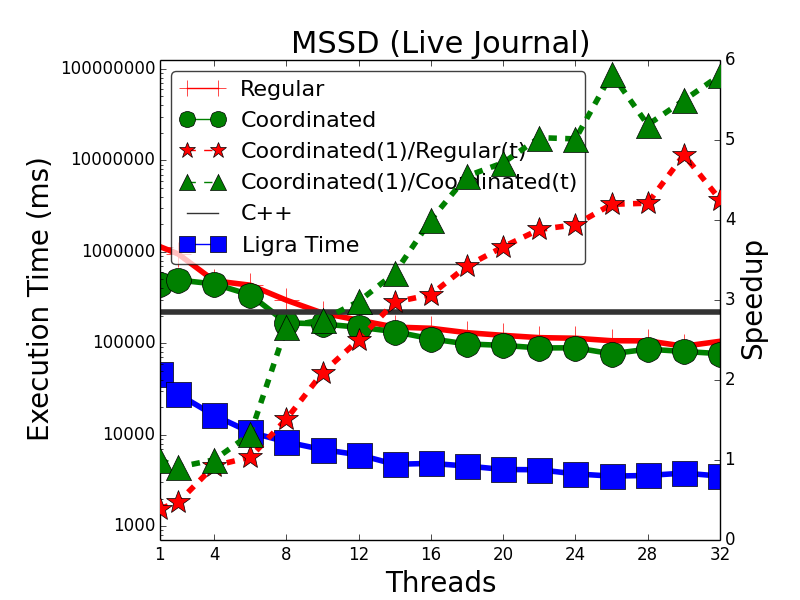 MSSD (Live Journal)
Execution Time (ms)
100000000
10000000
1000000
100000
10000
1000
Regular
Coordinated
Coordinated(1)/Regular(t)
Coordinated(1)/Coordinated(t)
C++
Ligra Time
6
5
4
3
2
1
0
Speedup
1 4 8 12 16 20 24 28 32
Threads